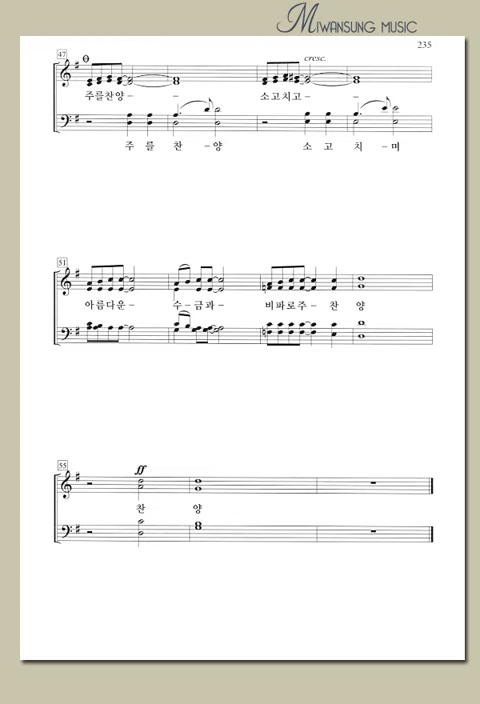 MIWANSUNG MUSIC
235
47
cresc.
주를찬양- - 소고치고- -
주 를 찬 -양 소 고 치 -며
51
아름다운- 수-금과- 비파로주- 찬 양
55
ff
찬 양